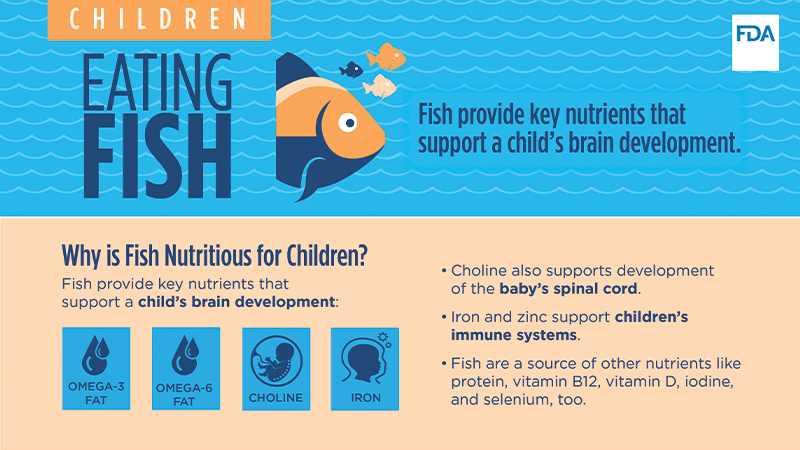 CHILDREN
FDA
EATING
FISH
Fish provide key nutrients that
support a child's brain development.
Why is Fish Nutritious for Children?
Fish provide key nutrients that
support a child's brain development:
OMEGA-3
FAT
OMEGA-6
FAT
CHOLINE
IRON
• Choline also supports development
of the baby's spinal cord.
• Iron and zinc support children's
immune systems.
• Fish are a source of other nutrients like
protein, vitamin B12, vitamin D, iodine,
and selenium, too.